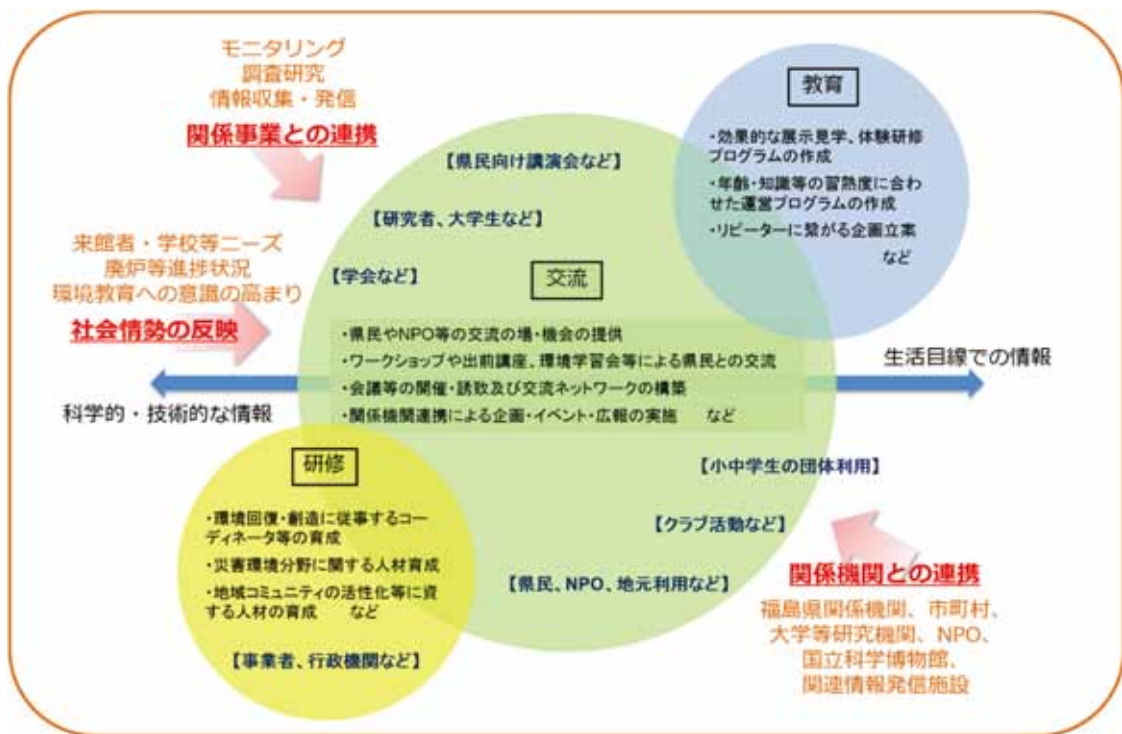 モニタリング
調査研究
情報収集・発信
関係事業との連携
来館者・学校等ニーズ
廃炉等進捗状況
環境教育への意識の高まり
社会情勢の反映
科学的・技術的な情報
生活目線での情報
教育
・効果的な展示見学、体験研修
プログラムの作成
・年齢・知識等の習熟度に合わ
せた運営プログラムの作成
・リピーターに繋がる企画立案
など
【県民向け講演会など】
【研究者、大学生など】
【学会など】
交流
・県民やNPO等の交流の場・機会の提供
・ワークショップや出前講座、環境学習会等による県民との交流
・会議等の開催・誘致及び交流ネットワークの構築
・関係機関連携による企画・イベント・広報の実施 など
【小中学生の団体利用】
【クラブ活動など】
【県民、NPO、地元利用など】
研修
・環境回復・創造に従事するコー
ディネータ等の育成
・災害環境分野に関する人材育成
・地域コミュニティの活性化等に資
する人材の育成 など
【事業者、行政機関など】
関係機関との連携
福島県関係機関、市町村、
大学等研究機関、NPO、
国立科学博物館、
関連情報発信施設